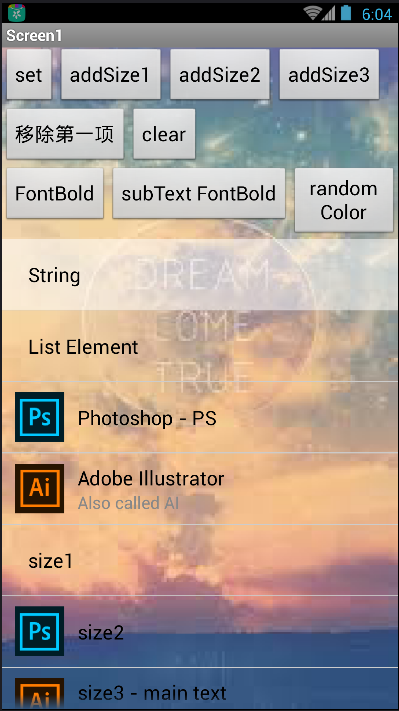 6:04
Screen1
set addSize1 addSize2 addSize3
移除第一项 clear
FontBold subText FontBold random
Color
String
DREAM
COME
TRUE
List Element
Ps Photoshop - PS
Ai Adobe Illustrator
Also called AI
size1
Ps size2
Ai size3 - main text